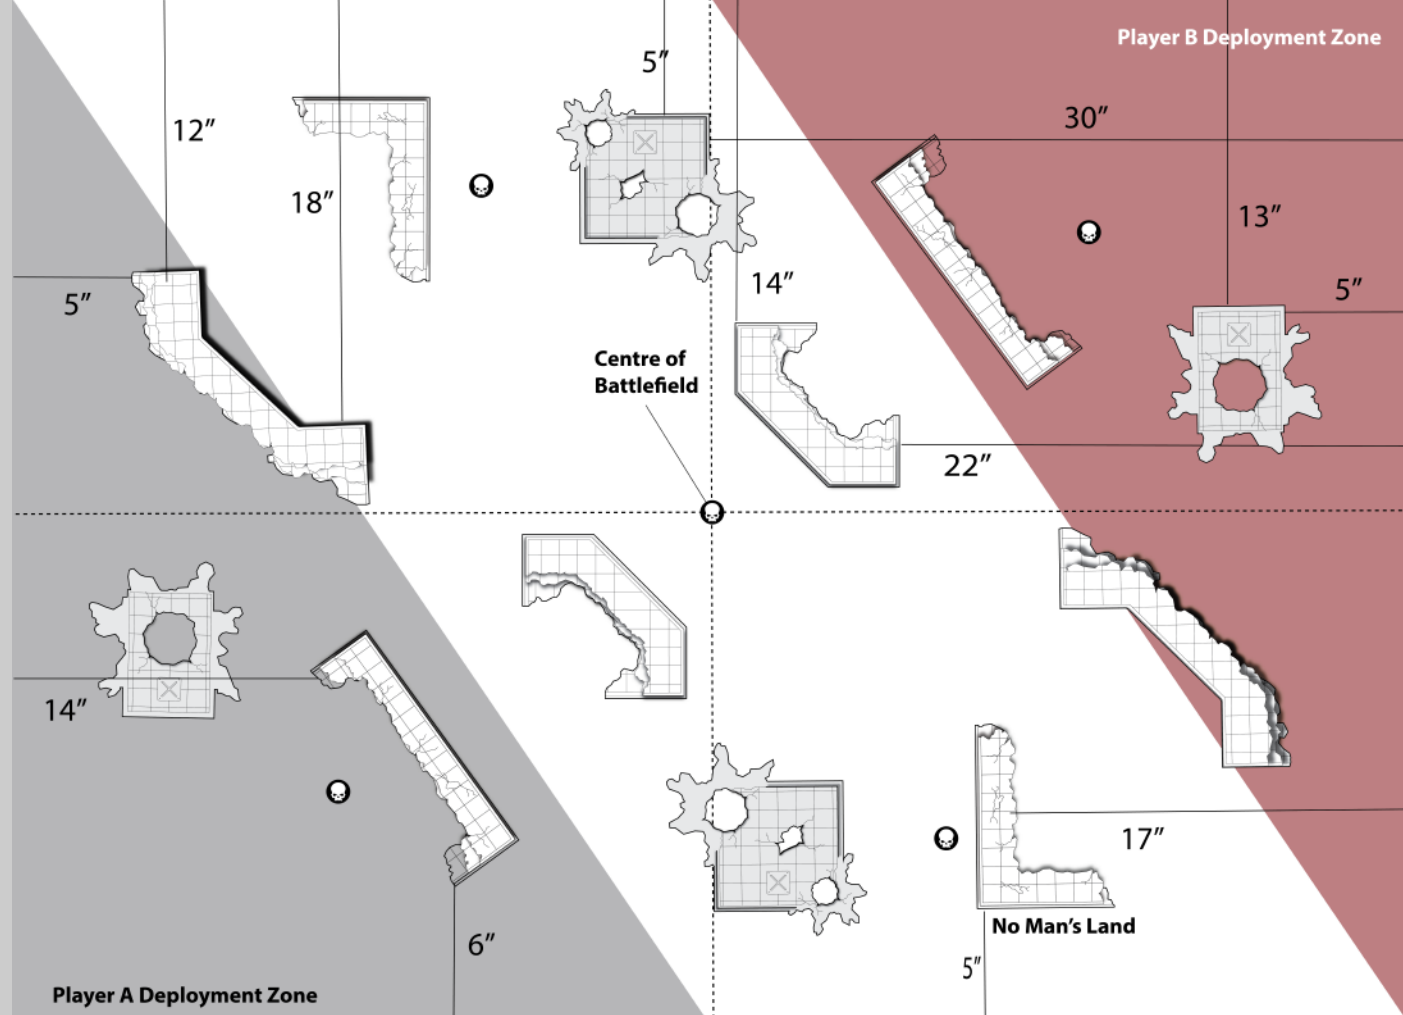 Player B Deployment Zone
5″
30″
12″
18″
13″
14″
5″
5″
Centre of
Battlefield
22″
14″
17″
No Man's Land
6″
5″
Player A Deployment Zone